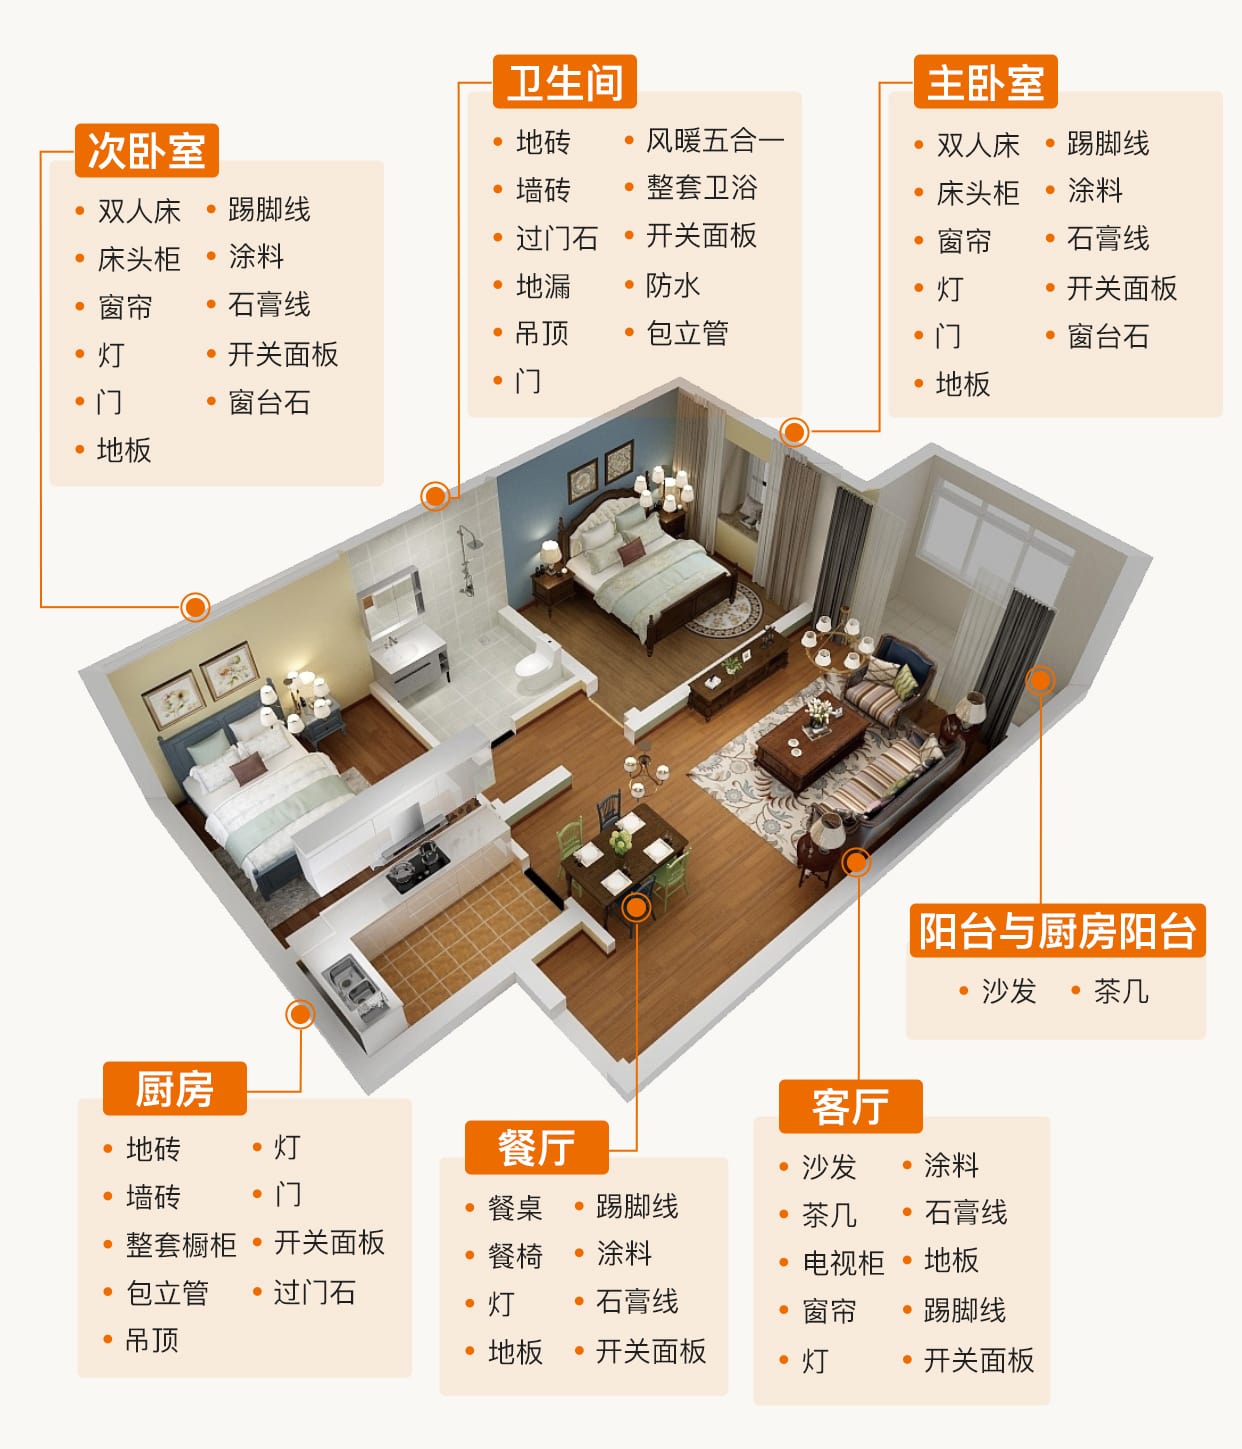 卫生间
地砖
墙砖
过门石
地漏
吊顶
门
风暖五合一
整套卫浴
开关面板
防水
包立管
主卧室
双人床
床头柜
窗帘
灯
门
地板
踢脚线
涂料
石膏线
开关面板
窗台石
次卧室
双人床
床头柜
窗帘
灯
门
地板
踢脚线
涂料
石膏线
开关面板
窗台石
阳台与厨房阳台
沙发
茶几
厨房
地砖
墙砖
整套橱柜
包立管
吊顶
灯
门
开关面板
过门石
餐厅
餐桌
餐椅
灯
地板
踢脚线
涂料
石膏线
开关面板
客厅
沙发
茶几
电视柜
窗帘
灯
涂料
石膏线
地板
踢脚线
开关面板